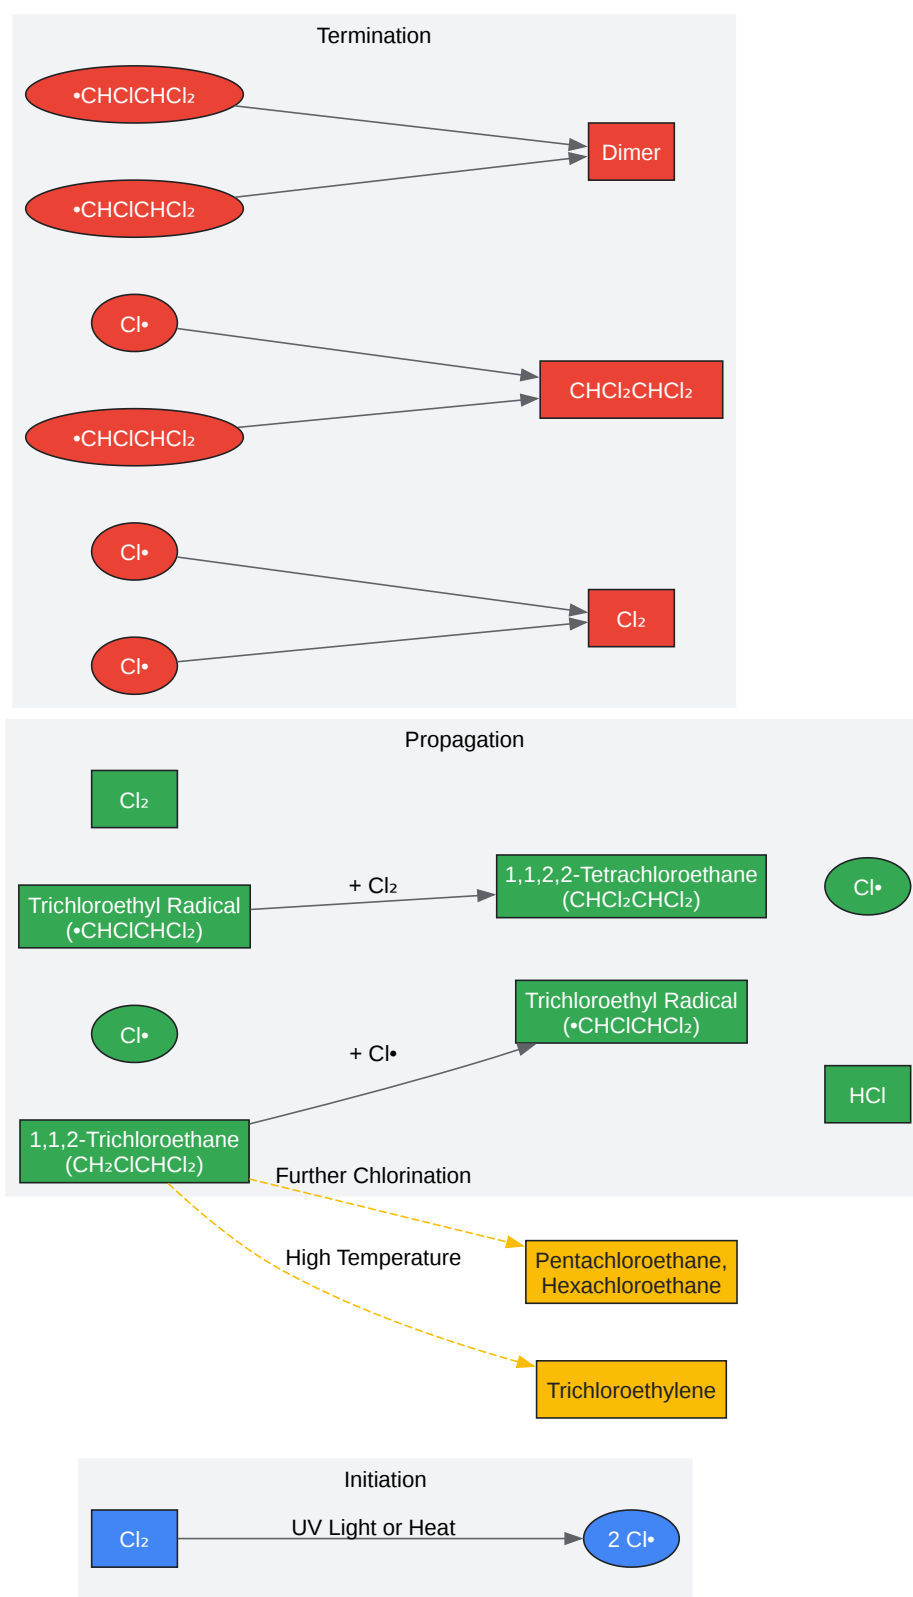 Termination
•CHClCHCl₂
Dimer
•CHClCHCl₂
Cl•
CHCl₂CHCl₂
•CHClCHCl₂
Cl•
Cl₂
Cl•
Propagation
Cl₂
Trichloroethyl Radical
(•CHClCHCl₂)
+ Cl₂
1,1,2,2-Tetrachloroethane
(CHCl₂CHCl₂)
Cl•
Cl•
+ Cl•
Trichloroethyl Radical
(•CHClCHCl₂)
HCl
1,1,2-Trichloroethane
(CH₂ClCHCl₂)
Further Chlorination
High Temperature
Pentachloroethane,
Hexachloroethane
Trichloroethylene
Initiation
Cl₂
UV Light or Heat
2 Cl•